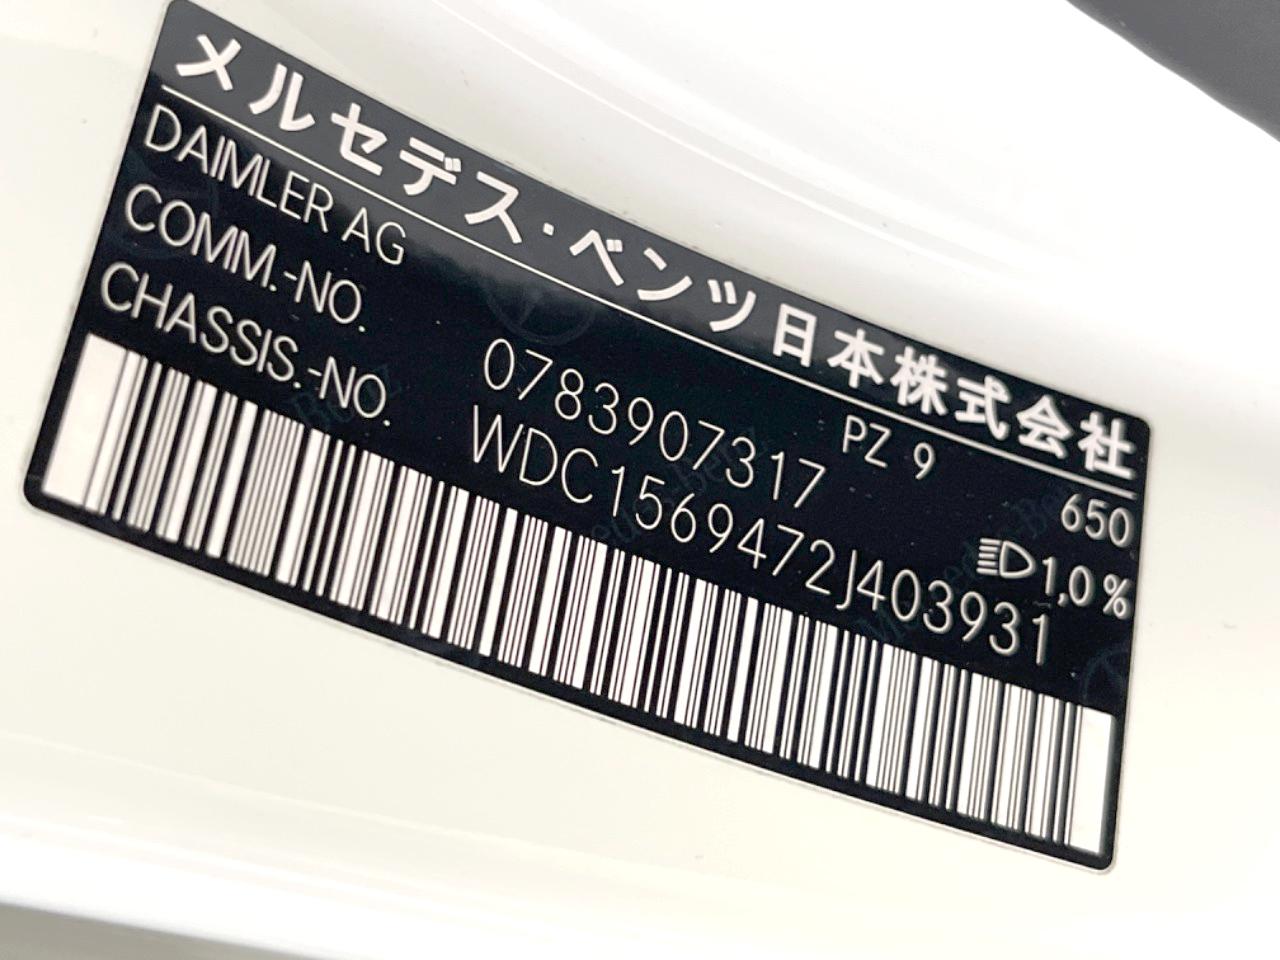 メルセデス・ベンツ日本株式会社
DAIMLER AG PZ 9 650
COMM.-NO. 0783907317 1,0 %
CHASSIS.-NO. WDC1569472J403931